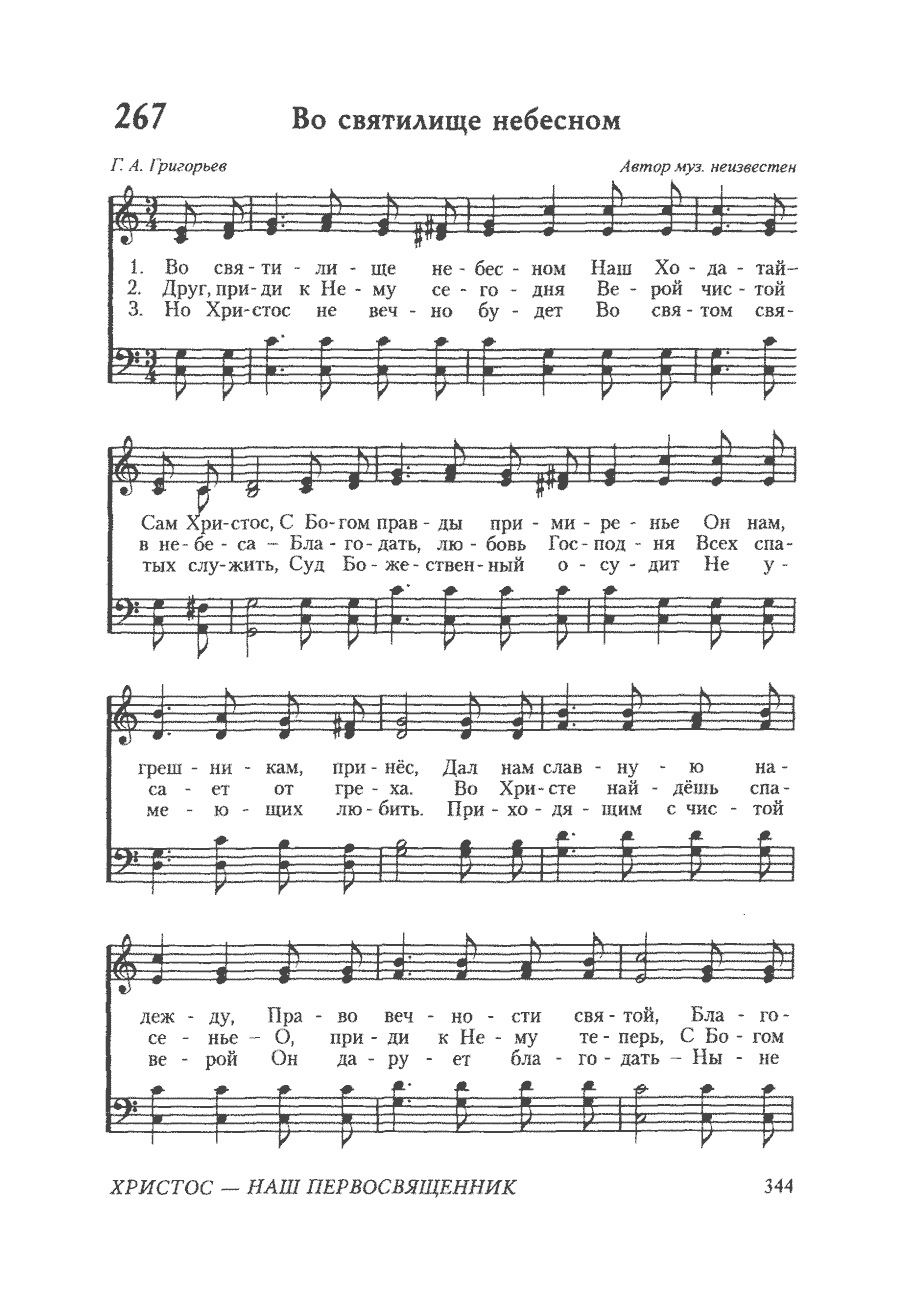 267 Во святилище небесном
Г. А. Григорьев Автор муз. неизвестен
1. Во свя - ти - ли - ще не - бес - ном Наш Хо - да - тай–
2. Друг, при - ди к Не - му се - го - дня Ве - рой чис - той
3. Но Хри - стос не веч - но бу - дет Во свя - том свя -
Сам Хри - стос, С Бо - гом прав - ды при - ми - ре - нье Он нам,
в не - бе - са – Бла - го - дать, лю - бовь Гос - под - ня Всех спа -
тых слу - жить, Суд Бо - же - ствен - ный о - су - дит Не у -
греш - ни - кам, при - нёс, Дал нам слав - ну - ю на -
са - ет от гре - ха. Во Хри - сте най - дёшь спа -
ме - ю - щих лю - бить. При - хо - дя - щим с чис - той
деж - ду, Пра - во веч - но - сти свя - той, Бла - го -
се - нье – О, при - ди к Не - му те - перь, С Бо - гом
ве - рой Он да - ру - ет бла - го - дать – Ны - не
ХРИСТОС — НАШ ПЕРВОСВЯЩЕННИК 344